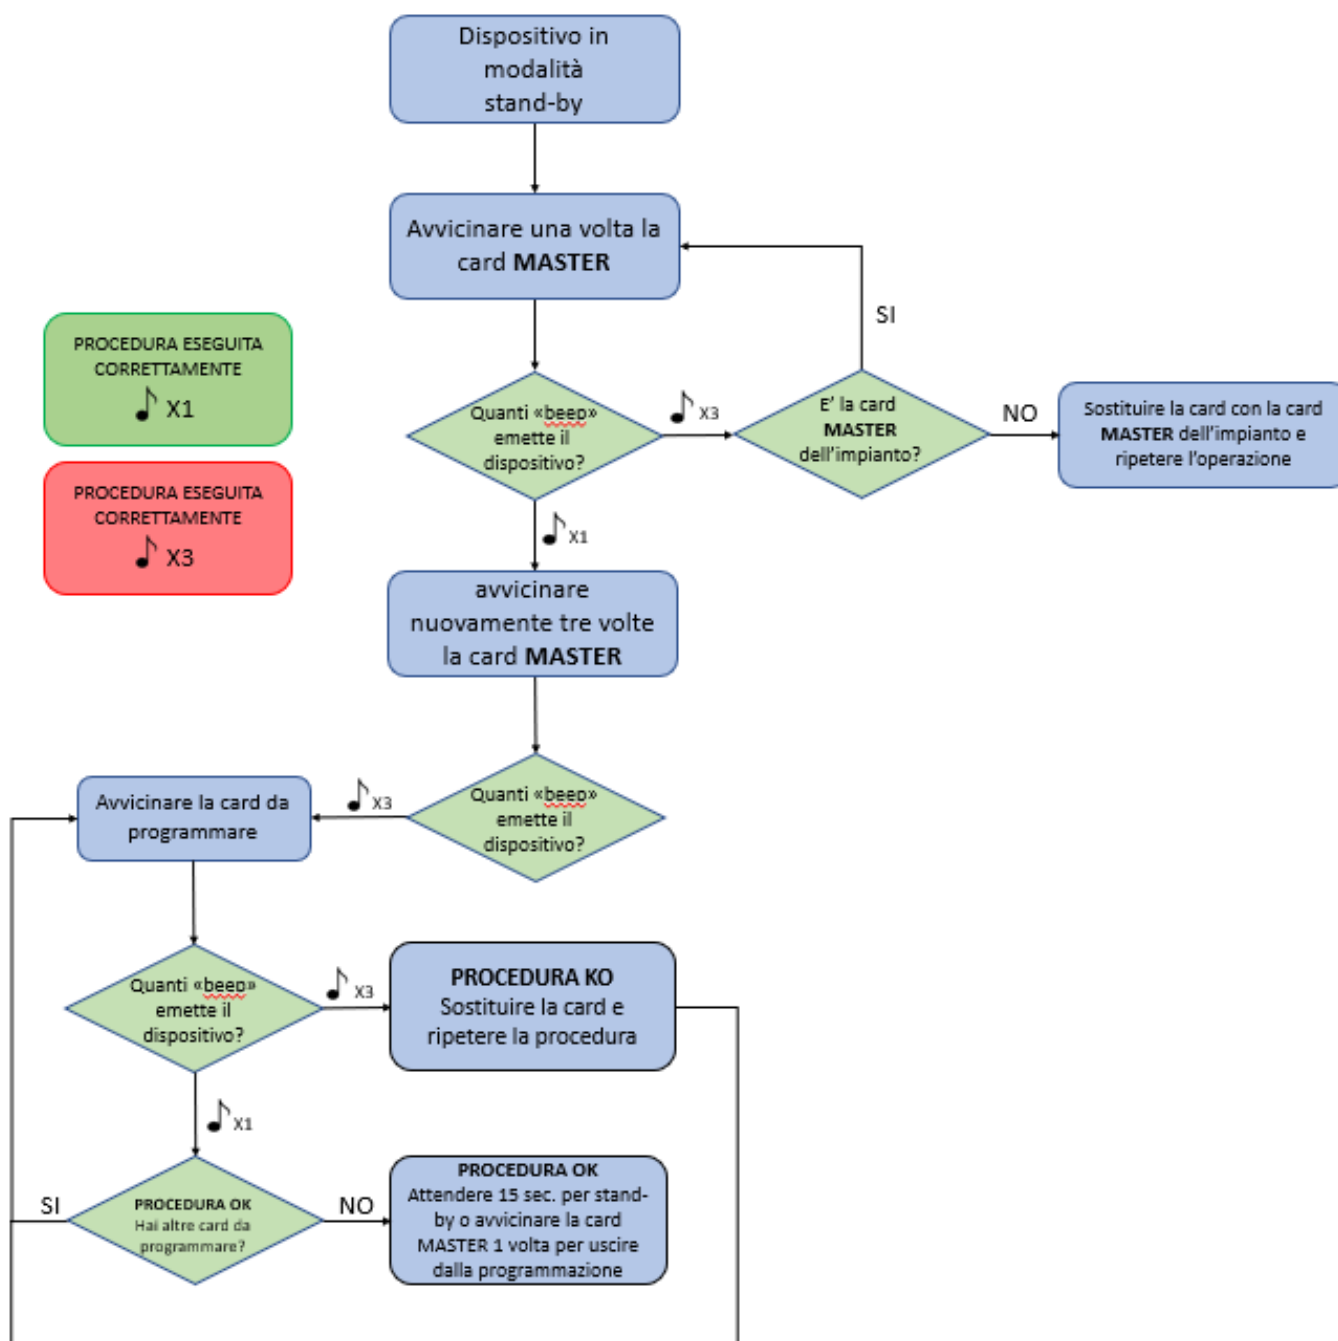 Dispositivo in
modalità
stand-by
Avvicinare una volta la
card MASTER
SI
PROCEDURA ESEGUITA
CORRETTAMENTE
X1
Quanti «beep»
emette il
dispositivo?
X3
E' la card
MASTER
dell'impianto?
NO
Sostituire la card con la card
MASTER dell'impianto e
ripetere l'operazione
PROCEDURA ESEGUITA
CORRETTAMENTE
X3
X1
avvicinare
nuovamente tre volte
la card MASTER
Avvicinare la card da
programmare
X3
Quanti «beep»
emette il
dispositivo?
Quanti «beep»
emette il
dispositivo?
X3
PROCEDURA KO
Sostituire la card e
ripetere la procedura
X1
SI
PROCEDURA OK
Hai altre card da
programmare?
NO
PROCEDURA OK
Attendere 15 sec. per stand-
by o avvicinare la card
MASTER 1 volta per uscire
dalla programmazione